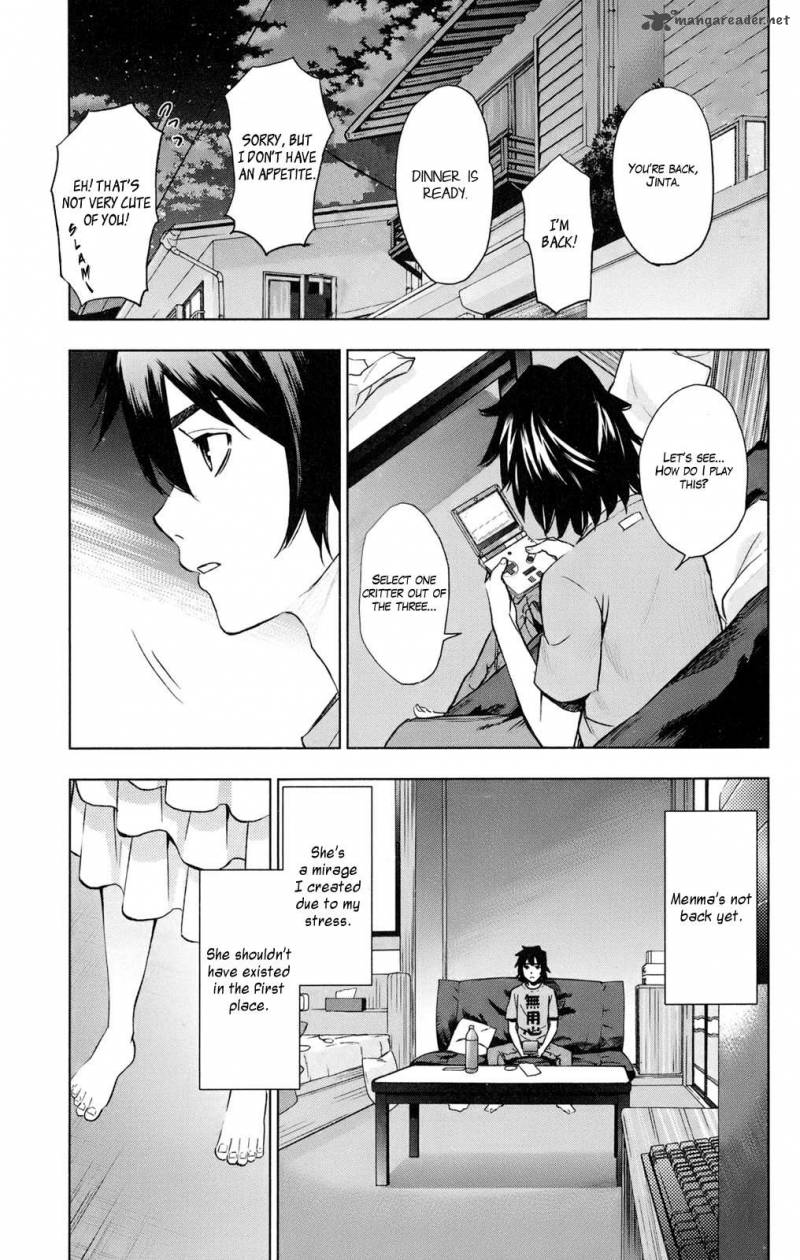 mangareader.net
YOU'RE BACK,
JINTA.
I'M
BACK!
DINNER IS
READY.
SORRY, BUT
I DON'T HAVE
AN APPETITE.
EH! THAT'S
NOT VERY CUTE
OF YOU!
SLAM
LET'S SEE...
HOW DO I PLAY
THIS?
SELECT ONE
CRITTER OUT OF
THE THREE...
Menma's not
back yet.
無用心
She's
a mirage
I created
due to my
stress.
She shouldn't
have existed
in the first
place.